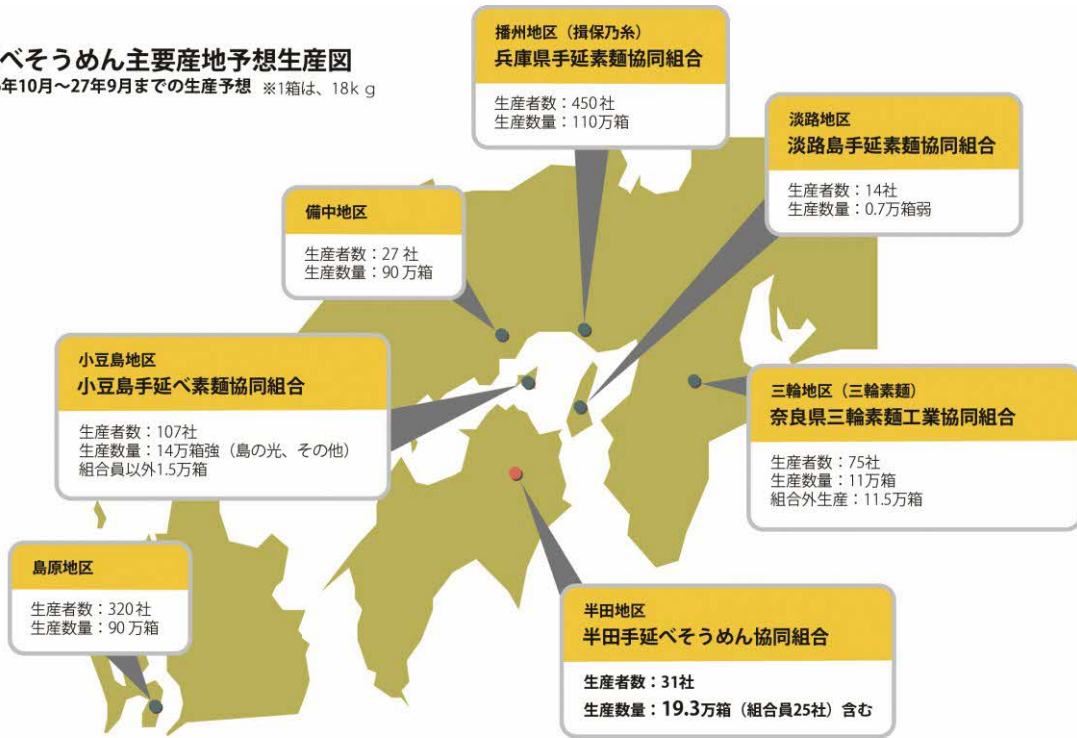 べそうめん主要産地予想生産図
年10月～27年9月までの生産予想 ※1箱は、18kg
播州地区（揖保乃糸）
兵庫県手延素麺協同組合
生産者数：450社
生産数量：110万箱
淡路地区
淡路島手延素麺協同組合
生産者数：14社
生産数量：0.7万箱弱
備中地区
生産者数：27社
生産数量：90万箱
小豆島地区
小豆島手延べ素麺協同組合
生産者数：107社
生産数量：14万箱強（島の光、その他）
組合員以外1.5万箱
三輪地区（三輪素麺）
奈良県三輪素麺工業協同組合
生産者数：75社
生産数量：11万箱
組合外生産：11.5万箱
島原地区
生産者数：320社
生産数量：90万箱
半田地区
半田手延べそうめん協同組合
生産者数：31社
生産数量：19.3万箱（組合員25社）含む